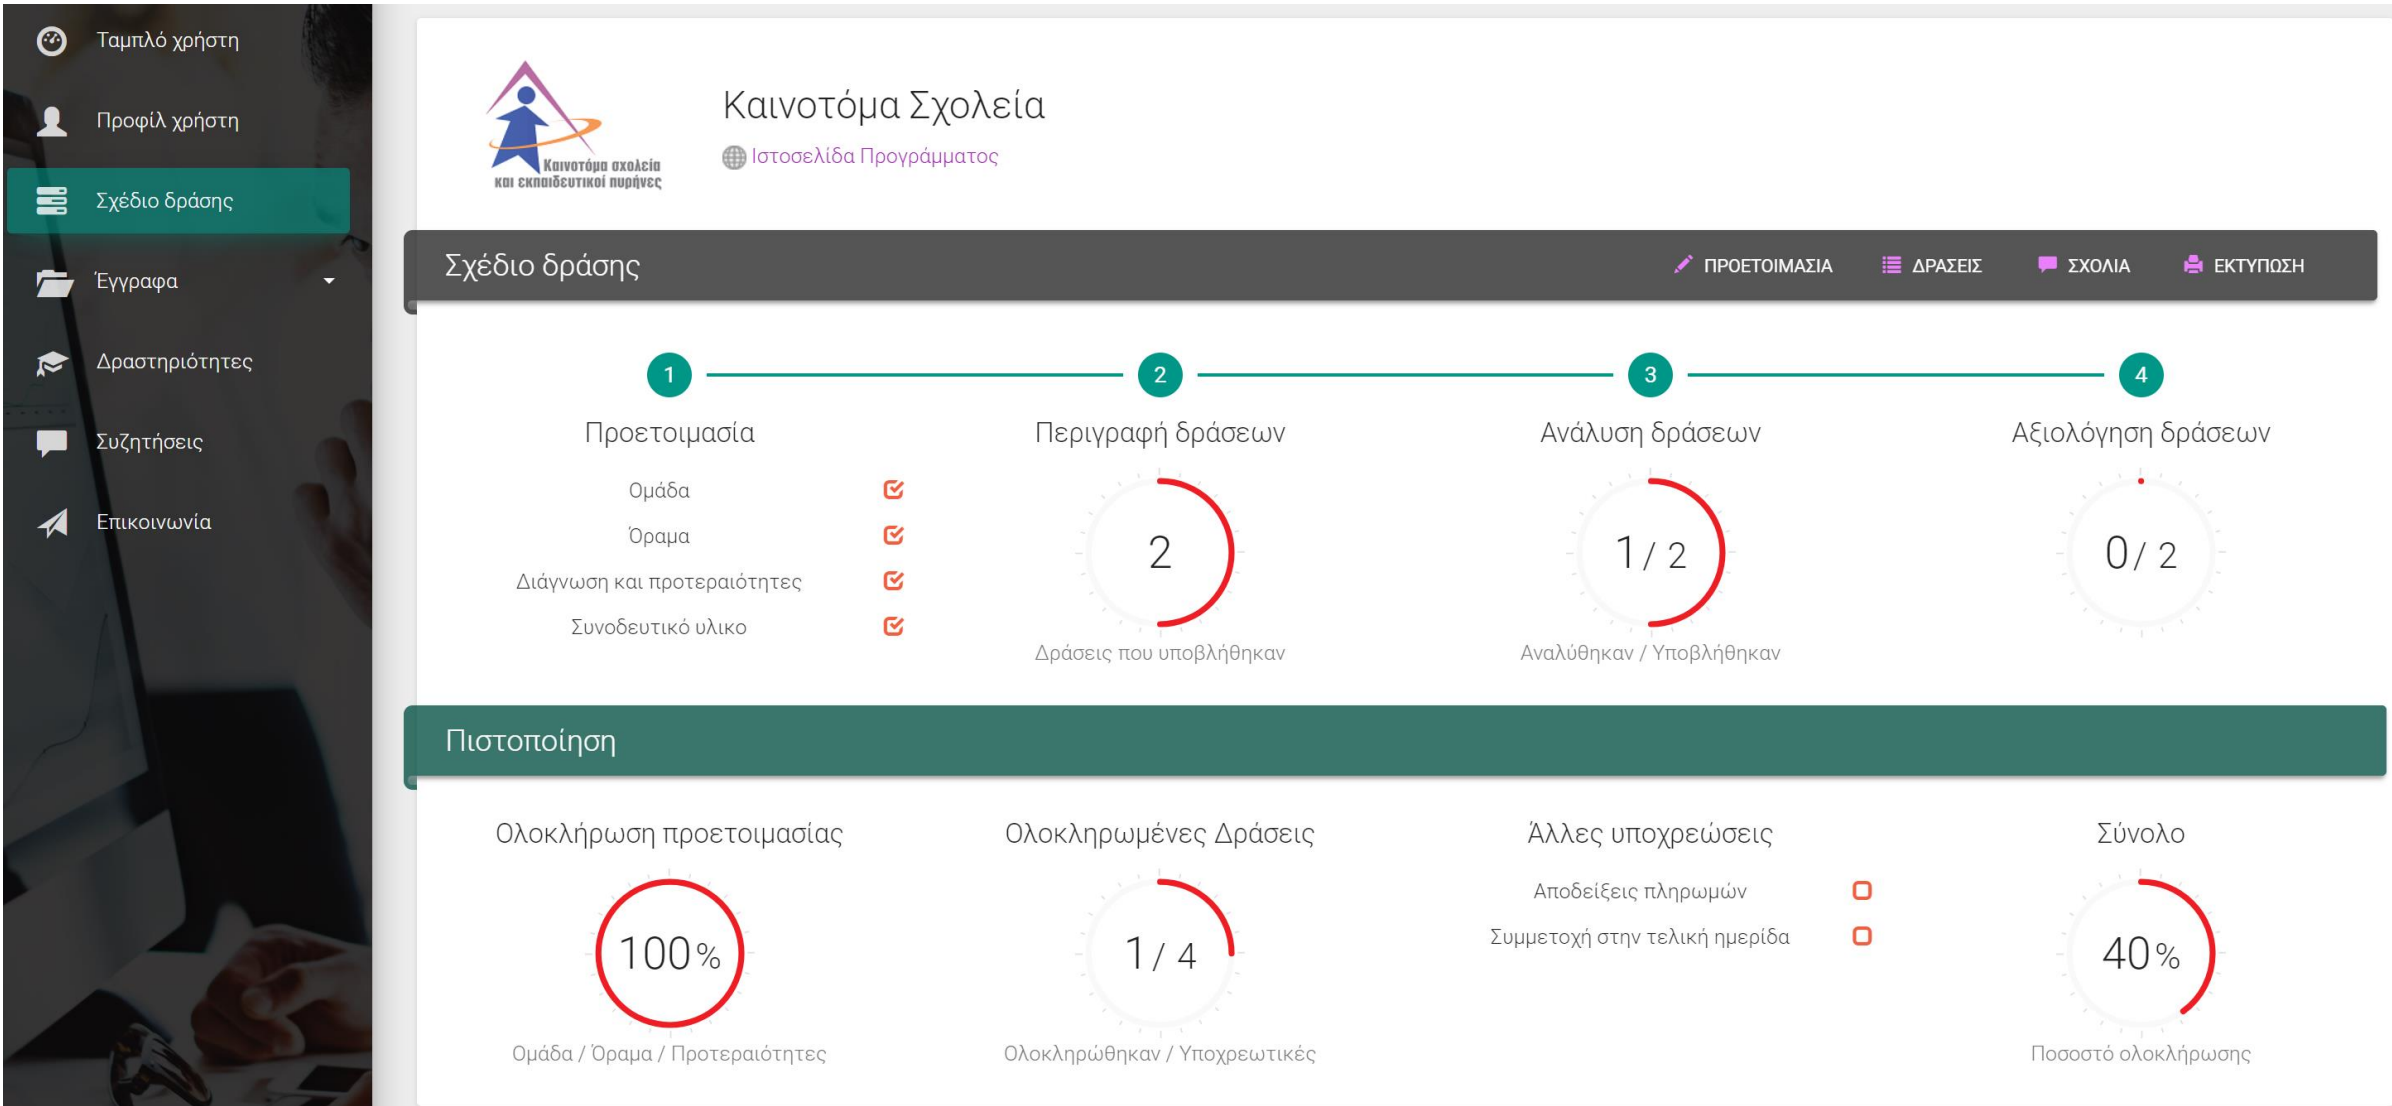 Ταμπλό χρήστη
Προφίλ χρήστη
Σχέδιο δράσης
Έγγραφα
Δραστηριότητες
Συζητήσεις
Επικοινωνία
Καινοτόμα σχολεία
και εκπαιδευτικοί πυρήνες
Καινοτόμα Σχολεία
Ιστοσελίδα Προγράμματος
Σχέδιο δράσης ΠΡΟΕΤΟΙΜΑΣΙΑ ΔΡΑΣΕΙΣ ΣΧΟΛΙΑ ΕΚΤΥΠΩΣΗ
1 2 3 4
Προετοιμασία
Ομάδα
Όραμα
Διάγνωση και προτεραιότητες
Συνοδευτικό υλικο
Περιγραφή δράσεων
2
Δράσεις που υποβλήθηκαν
Ανάλυση δράσεων
1/ 2
Αναλύθηκαν / Υποβλήθηκαν
Αξιολόγηση δράσεων
0/ 2
Πιστοποίηση
Ολοκλήρωση προετοιμασίας
100%
Ομάδα / Όραμα / Προτεραιότητες
Ολοκληρωμένες Δράσεις
1/ 4
Ολοκληρώθηκαν / Υποχρεωτικές
Άλλες υποχρεώσεις
Αποδείξεις πληρωμών
Συμμετοχή στην τελική ημερίδα
Σύνολο
40%
Ποσοστό ολοκλήρωσης